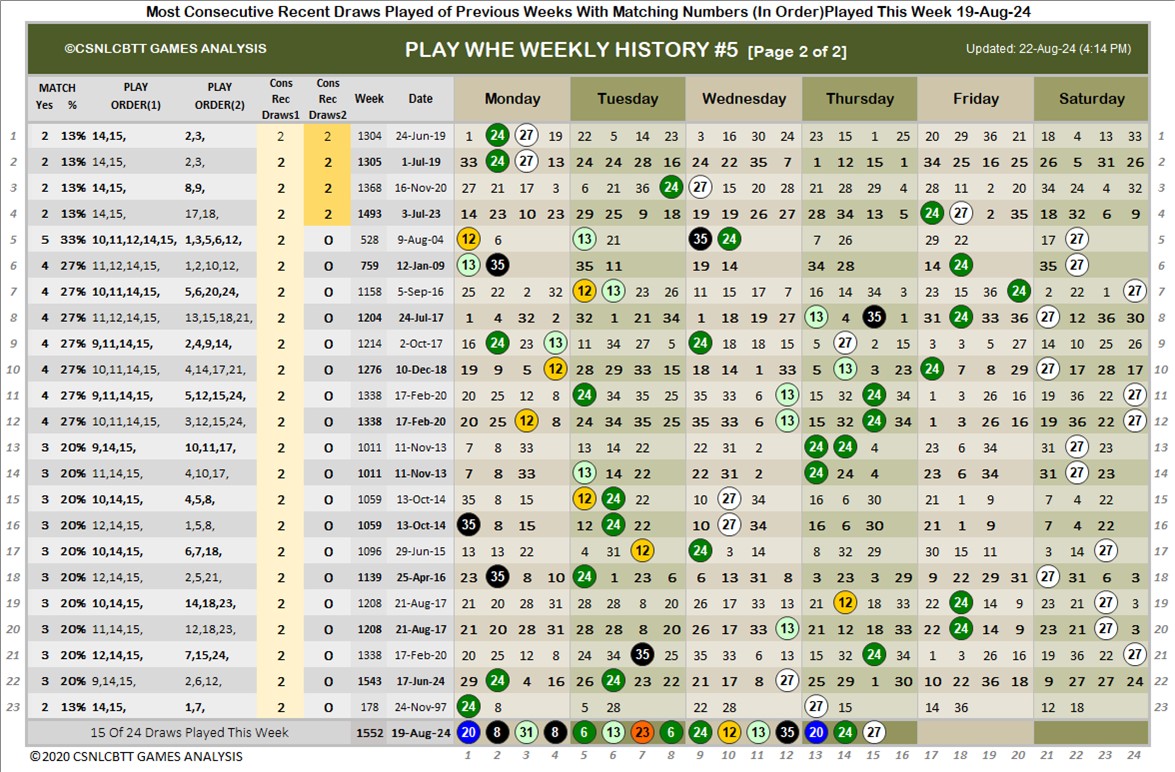 Most Consecutive Recent Draws Played of Previous Weeks With Matching Numbers (In Order)Played This Week 19-Aug-24
©CSNLCBTT GAMES ANALYSIS PLAY WHE WEEKLY HISTORY #5 [Page 2 of 2] Updated: 22-Aug-24 (4:14 PM)
MATCH PLAY PLAY Cons Cons
Yes % ORDER(1) ORDER(2) Rec Rec Week Date Monday Tuesday Wednesday Thursday Friday Saturday
Draws1 Draws2
1 2 13% 14,15, 2,3, 2 2 1304 24-Jun-19 1 24 27 19 22 5 14 23 3 16 30 24 23 15 1 25 20 29 36 21 18 4 13 33 1
2 2 13% 14,15, 2,3, 2 2 1305 1-Jul-19 33 24 27 13 24 24 28 16 24 22 35 7 1 12 15 1 34 25 16 25 26 5 31 26 2
3 2 13% 14,15, 8,9, 2 2 1368 16-Nov-20 27 21 17 3 6 21 36 24 27 15 20 28 21 28 29 4 28 11 2 20 34 24 4 32 3
4 2 13% 14,15, 17,18, 2 2 1493 3-Jul-23 14 23 10 23 29 25 9 18 19 19 26 27 28 34 13 5 24 27 2 35 18 32 6 9 4
5 5 33% 10,11,12,14,15, 1,3,5,6,12, 2 0 528 9-Aug-04 12 6 13 21 35 24 7 26 29 22 17 27 5
6 4 27% 11,12,14,15, 1,2,10,12, 2 0 759 12-Jan-09 13 35 35 11 19 14 34 28 14 24 35 27 6
7 4 27% 10,11,14,15, 5,6,20,24, 2 0 1158 5-Sep-16 25 22 2 32 12 13 23 26 11 15 17 7 16 14 34 3 23 15 36 24 2 22 1 27 7
8 4 27% 11,12,14,15, 13,15,18,21, 2 0 1204 24-Jul-17 1 4 32 2 32 1 21 34 1 18 19 27 13 4 35 1 31 24 33 36 27 12 36 30 8
9 4 27% 9,11,14,15, 2,4,9,14, 2 0 1214 2-Oct-17 16 24 23 13 11 34 27 5 24 18 18 15 5 27 2 15 3 3 5 27 14 10 25 26 9
10 4 27% 10,11,14,15, 4,14,17,21, 2 0 1276 10-Dec-18 19 9 5 12 28 29 33 15 18 14 1 33 5 13 3 23 24 7 8 29 27 17 28 17 10
11 4 27% 9,11,14,15, 5,12,15,24, 2 0 1338 17-Feb-20 20 25 12 8 24 34 35 25 35 33 6 13 15 32 24 34 1 3 26 16 19 36 22 27 11
12 4 27% 10,11,14,15, 3,12,15,24, 2 0 1338 17-Feb-20 20 25 12 8 24 34 35 25 35 33 6 13 15 32 24 34 1 3 26 16 19 36 22 27 12
13 3 20% 9,14,15, 10,11,17, 2 0 1011 11-Nov-13 7 8 33 13 14 22 22 31 2 24 24 4 23 6 34 31 27 23 13
14 3 20% 11,14,15, 4,10,17, 2 0 1011 11-Nov-13 7 8 33 13 14 22 22 31 2 24 24 4 23 6 34 31 27 23 14
15 3 20% 10,14,15, 4,5,8, 2 0 1059 13-Oct-14 35 8 15 12 24 22 10 27 34 16 6 30 21 1 9 7 4 22 15
16 3 20% 12,14,15, 1,5,8, 2 0 1059 13-Oct-14 35 8 15 12 24 22 10 27 34 16 6 30 21 1 9 7 4 22 16
17 3 20% 10,14,15, 6,7,18, 2 0 1096 29-Jun-15 13 13 22 4 31 12 24 3 14 8 32 29 30 15 11 3 14 27 17
18 3 20% 12,14,15, 2,5,21, 2 0 1139 25-Apr-16 23 35 8 10 24 1 23 6 6 13 31 8 3 23 3 29 9 22 29 31 27 31 6 3 18
19 3 20% 10,14,15, 14,18,23, 2 0 1208 21-Aug-17 21 20 28 31 28 28 8 20 26 17 33 13 21 12 18 33 22 24 14 9 23 21 27 3 19
20 3 20% 11,14,15, 12,18,23, 2 0 1208 21-Aug-17 21 20 28 31 28 28 8 20 26 17 33 13 21 12 18 33 22 24 14 9 23 21 27 3 20
21 3 20% 12,14,15, 7,15,24, 2 0 1338 17-Feb-20 20 25 12 8 24 34 35 25 35 33 6 13 15 32 24 34 1 3 26 16 19 36 22 27 21
22 3 20% 9,14,15, 2,6,12, 2 0 1543 17-Jun-24 29 24 4 16 26 24 23 22 21 17 8 27 25 29 1 30 10 22 36 18 9 27 27 24 22
23 2 13% 14,15, 1,7, 2 0 178 24-Nov-97 24 8 5 28 22 28 27 15 14 36 12 18 23
15 Of 24 Draws Played This Week 1552 19-Aug-24 20 8 31 8 6 13 23 6 24 12 13 35 20 24 27
©2020 CSNLCBTT GAMES ANALYSIS 1 2 3 4 5 6 7 8 9 10 11 12 13 14 15 16 17 18 19 20 21 22 23 24